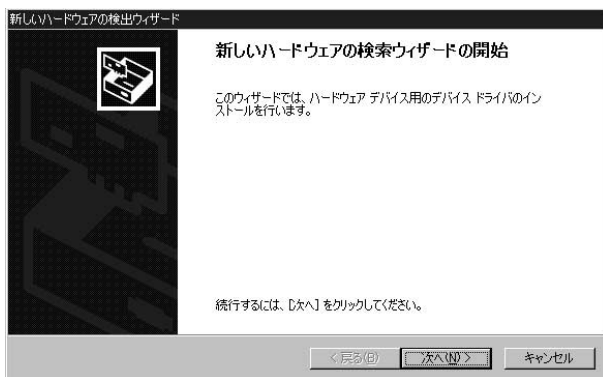 新しいハードウェアの検出ウィザード
新しいハードウェアの検索ウィザードの開始
このウィザードでは、ハードウェア デバイス用のデバイス ドライバのイン
ストールを行います。
続行するには、[次へ] をクリックしてください。
< 戻る(B)
次へ(N) >
キャンセル